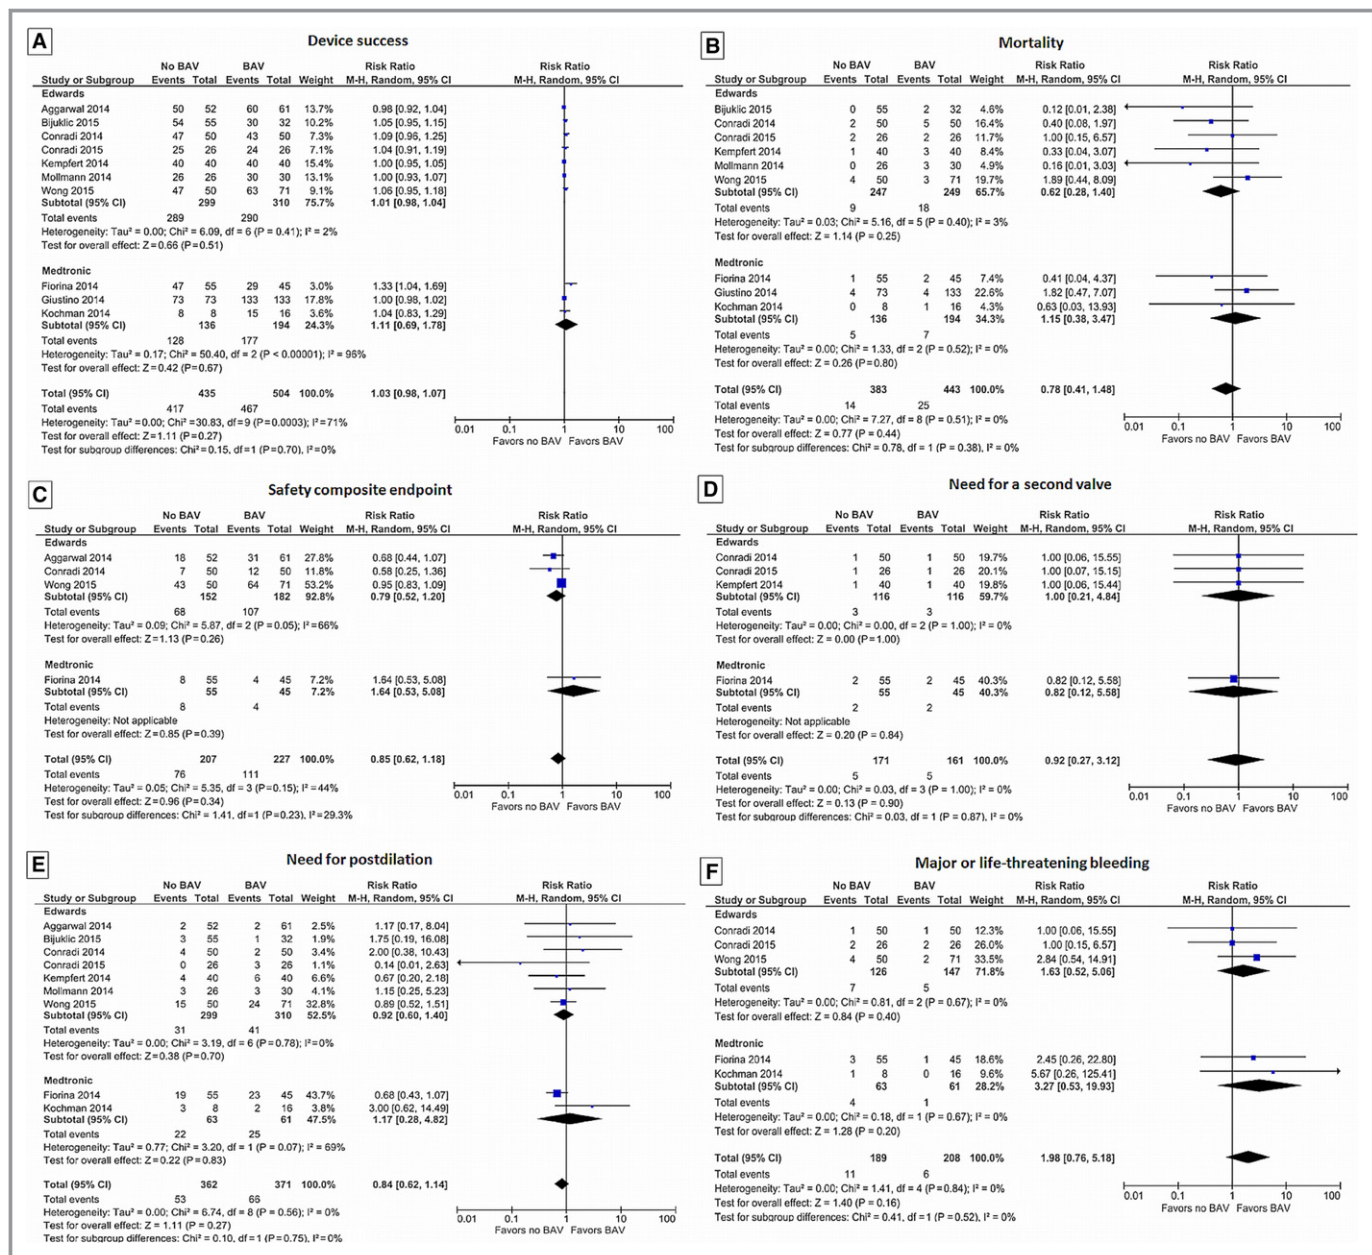 A
Device success
No BAV BAV Risk Ratio Risk Ratio
Study or Subgroup Events Total Events Total Weight M-H, Random, 95% CI M-H, Random, 95% CI
Edwards
Aggarwal 2014 50 52 60 61 13.7% 0.98 [0.92, 1.04]
Bijuklic 2015 54 55 30 32 10.2% 1.05 [0.95, 1.15]
Conradi 2014 47 50 43 50 7.3% 1.09 [0.96, 1.25]
Conradi 2015 25 26 24 26 7.1% 1.04 [0.91, 1.19]
Kempfert 2014 40 40 40 40 15.4% 1.00 [0.95, 1.05]
Mollmann 2014 26 26 30 30 13.1% 1.00 [0.93, 1.07]
Wong 2015 47 50 63 71 9.1% 1.06 [0.95, 1.18]
Subtotal (95% CI) 299 310 75.7% 1.01 [0.98, 1.04]
Total events 289 290
Heterogeneity: Tau² = 0.00; Chi² = 6.09, df = 6 (P = 0.41); I² = 2%
Test for overall effect: Z=0.66 (P=0.51)
Medtronic
Fiorina 2014 47 55 29 45 3.0% 1.33 [1.04, 1.69]
Giustino 2014 73 73 133 133 17.8% 1.00 [0.98, 1.02]
Kochman 2014 8 8 15 16 3.6% 1.04 [0.83, 1.29]
Subtotal (95% CI) 136 194 24.3% 1.11 [0.69, 1.78]
Total events 128 177
Heterogeneity: Tau² = 0.17; Chi² = 50.40, df = 2 (P < 0.00001); I² = 96%
Test for overall effect: Z = 0.42 (P=0.67)
Total (95% CI) 435 504 100.0% 1.03 [0.98, 1.07]
Total events 417 467
Heterogeneity: Tau² = 0.00; Chi² =30.83, df=9 (P=0.0003); I²=71%
Test for overall effect: Z=1.11 (P=0.27)
Test for subgroup differences: Chi²=0.15, df=1 (P=0.70), I²=0%
0.01 0.1 1 10 100
Favors no BAV Favors BAV
B
Mortality
No BAV BAV Risk Ratio Risk Ratio
Study or Subgroup Events Total Events Total Weight M-H, Random, 95% CI M-H, Random, 95% CI
Edwards
Bijuklic 2015 0 55 2 32 4.6% 0.12 [0.01, 2.38]
Conradi 2014 2 50 5 50 16.4% 0.40 [0.08, 1.97]
Conradi 2015 2 26 2 26 11.7% 1.00 [0.15, 6.57]
Kempfert 2014 1 40 3 40 8.4% 0.33 [0.04, 3.07]
Mollmann 2014 0 26 3 30 4.9% 0.16 [0.01, 3.03]
Wong 2015 4 50 3 71 19.7% 1.89 [0.44, 8.09]
Subtotal (95% CI) 247 249 65.7% 0.62 [0.28, 1.40]
Total events 9 18
Heterogeneity: Tau² = 0.03; Chi² = 5.16, df = 5 (P = 0.40); I² = 3%
Test for overall effect: Z = 1.14 (P = 0.25)
Medtronic
Fiorina 2014 1 55 2 45 7.4% 0.41 [0.04, 4.37]
Giustino 2014 4 73 4 133 22.6% 1.82 [0.47, 7.07]
Kochman 2014 0 8 1 16 4.2% 0.63 [0.03, 13.93]
Subtotal (95% CI) 136 194 34.3% 1.15 [0.38, 3.47]
Total events 5 7
Heterogeneity: Tau² = 0.00; Chi² = 1.33, df = 2 (P = 0.52); I² = 0%
Test for overall effect: Z = 0.26 (P = 0.80)
Total (95% CI) 383 443 100.0% 0.78 [0.41, 1.48]
Total events 14 25
Heterogeneity: Tau² = 0.00; Chi² = 7.27, df = 8 (P = 0.51); I² = 0%
Test for overall effect: Z = 0.77 (P = 0.44)
Test for subgroup differences: Chi² = 0.78, df = 1 (P = 0.38), I² = 0%
0.01 0.1 1 10 100
Favors no BAV Favors BAV
C
Safety composite endpoint
No BAV BAV Risk Ratio Risk Ratio
Study or Subgroup Events Total Events Total Weight M-H, Random, 95% CI M-H, Random, 95% CI
Edwards
Aggarwal 2014 18 52 31 61 27.8% 0.68 [0.44, 1.07]
Conradi 2014 7 50 12 50 11.8% 0.58 [0.25, 1.36]
Wong 2015 43 50 64 71 53.2% 0.95 [0.83, 1.09]
Subtotal (95% CI) 152 182 92.8% 0.79 [0.52, 1.20]
Total events 68 107
Heterogeneity: Tau² = 0.09; Chi² = 5.87, df = 2 (P = 0.05); I²=66%
Test for overall effect: Z=1.13 (P=0.26)
Medtronic
Fiorina 2014 8 55 4 45 7.2% 1.64 [0.53, 5.08]
Subtotal (95% CI) 55 45 7.2% 1.64 [0.53, 5.08]
Total events 8 4
Heterogeneity: Not applicable
Test for overall effect: Z=0.85 (P=0.39)
Total (95% CI) 207 227 100.0% 0.85 [0.62, 1.18]
Total events 76 111
Heterogeneity: Tau² = 0.05; Chi² = 5.35, df = 3 (P=0.15); I²= 44%
Test for overall effect: Z=0.96 (P=0.34)
Test for subgroup differences: Chi² = 1.41, df=1 (P=0.23), I²=29.3%
0.01 0.1 1 10 100
Favors no BAV Favors BAV
D
Need for a second valve
No BAV BAV Risk Ratio Risk Ratio
Study or Subgroup Events Total Events Total Weight M-H, Random, 95% CI M-H, Random, 95% CI
Edwards
Conradi 2014 1 50 1 50 19.7% 1.00 [0.06, 15.55]
Conradi 2015 1 26 1 26 20.1% 1.00 [0.07, 15.15]
Kempfert 2014 1 40 1 40 19.8% 1.00 [0.06, 15.44]
Subtotal (95% CI) 116 116 59.7% 1.00 [0.21, 4.84]
Total events 3 3
Heterogeneity: Tau² = 0.00; Chi² = 0.00, df = 2 (P = 1.00); I² = 0%
Test for overall effect: Z = 0.00 (P=1.00)
Medtronic
Fiorina 2014 2 55 2 45 40.3% 0.82 [0.12, 5.58]
Subtotal (95% CI) 55 45 40.3% 0.82 [0.12, 5.58]
Total events 2 2
Heterogeneity: Not applicable
Test for overall effect: Z = 0.20 (P = 0.84)
Total (95% CI) 171 161 100.0% 0.92 [0.27, 3.12]
Total events 5 5
Heterogeneity: Tau² = 0.00; Chi² = 0.03, df = 3 (P = 1.00); I² = 0%
Test for overall effect: Z = 0.13 (P = 0.90)
Test for subgroup differences: Chi² = 0.03, df = 1 (P = 0.87), I² = 0%
0.01 0.1 1 10 100
Favors no BAV Favors BAV
E
Need for postdilation
No BAV BAV Risk Ratio Risk Ratio
Study or Subgroup Events Total Events Total Weight M-H, Random, 95% CI M-H, Random, 95% CI
Edwards
Aggarwal 2014 2 52 2 61 2.5% 1.17 [0.17, 8.04]
Bijuklic 2015 3 55 1 32 1.9% 1.75 [0.19, 16.08]
Conradi 2014 4 50 2 50 3.4% 2.00 [0.38, 10.43]
Conradi 2015 0 26 3 26 1.1% 0.14 [0.01, 2.63]
Kempfert 2014 4 40 6 40 6.6% 0.67 [0.20, 2.18]
Mollmann 2014 3 26 3 30 4.1% 1.15 [0.25, 5.23]
Wong 2015 15 50 24 71 32.8% 0.89 [0.52, 1.51]
Subtotal (95% CI) 299 310 52.5% 0.92 [0.60, 1.40]
Total events 31 41
Heterogeneity: Tau² = 0.00; Chi² = 3.19, df = 6 (P = 0.78); I²=0%
Test for overall effect: Z=0.38 (P=0.70)
Medtronic
Fiorina 2014 19 55 23 45 43.7% 0.68 [0.43, 1.07]
Kochman 2014 3 8 2 16 3.8% 3.00 [0.62, 14.49]
Subtotal (95% CI) 63 61 47.5% 1.17 [0.28, 4.82]
Total events 22 25
Heterogeneity: Tau² = 0.77; Chi² = 3.20, df = 1 (P = 0.07); I² = 69%
Test for overall effect: Z=0.22 (P=0.83)
Total (95% CI) 362 371 100.0% 0.84 [0.62, 1.14]
Total events 53 66
Heterogeneity: Tau² = 0.00; Chi² = 6.74, df = 8 (P = 0.56); I² = 0%
Test for overall effect: Z = 1.11 (P = 0.27)
Test for subgroup differences: Chi² = 0.10, df=1 (P=0.75), I²=0%
0.01 0.1 1 10 100
Favors no BAV Favors BAV
F
Major or life-threatening bleeding
No BAV BAV Risk Ratio Risk Ratio
Study or Subgroup Events Total Events Total Weight M-H, Random, 95% CI M-H, Random, 95% CI
Edwards
Conradi 2014 1 50 1 50 12.3% 1.00 [0.06, 15.55]
Conradi 2015 2 26 2 26 26.0% 1.00 [0.15, 6.57]
Wong 2015 4 50 2 71 33.5% 2.84 [0.54, 14.91]
Subtotal (95% CI) 126 147 71.8% 1.63 [0.52, 5.06]
Total events 7 5
Heterogeneity: Tau² = 0.00; Chi² = 0.81, df = 2 (P = 0.67); I² = 0%
Test for overall effect: Z = 0.84 (P = 0.40)
Medtronic
Fiorina 2014 3 55 1 45 18.6% 2.45 [0.26, 22.80]
Kochman 2014 1 8 0 16 9.6% 5.67 [0.26, 125.41]
Subtotal (95% CI) 63 61 28.2% 3.27 [0.53, 19.93]
Total events 4 1
Heterogeneity: Tau² = 0.00; Chi² = 0.18, df = 1 (P = 0.67); I² = 0%
Test for overall effect: Z = 1.28 (P = 0.20)
Total (95% CI) 189 208 100.0% 1.98 [0.76, 5.18]
Total events 11 6
Heterogeneity: Tau² = 0.00; Chi² = 1.41, df = 4 (P = 0.84); I² = 0%
Test for overall effect: Z = 1.40 (P = 0.16)
Test for subgroup differences: Chi² = 0.41, df = 1 (P = 0.52), I² = 0%
0.01 0.1 1 10 100
Favors no BAV Favors BAV